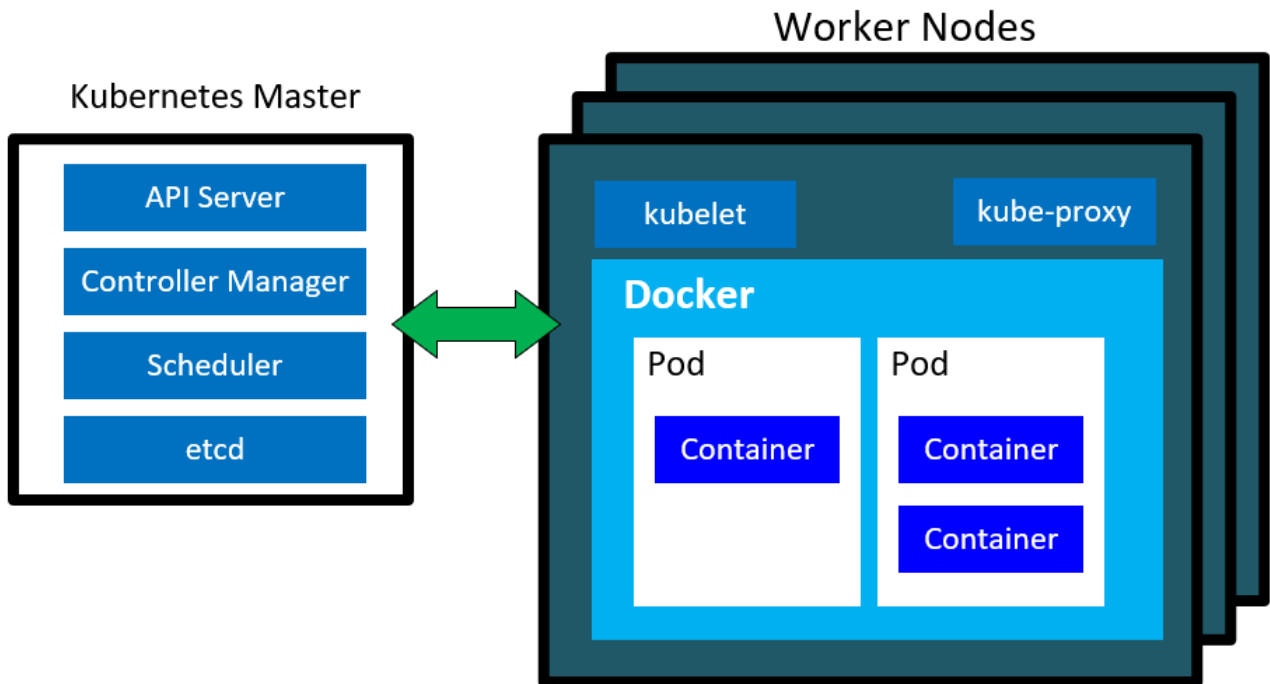 Worker Nodes
Kubernetes Master
API Server
Controller Manager
Scheduler
etcd
kubelet
kube-proxy
Docker
Pod
Container
Pod
Container
Container